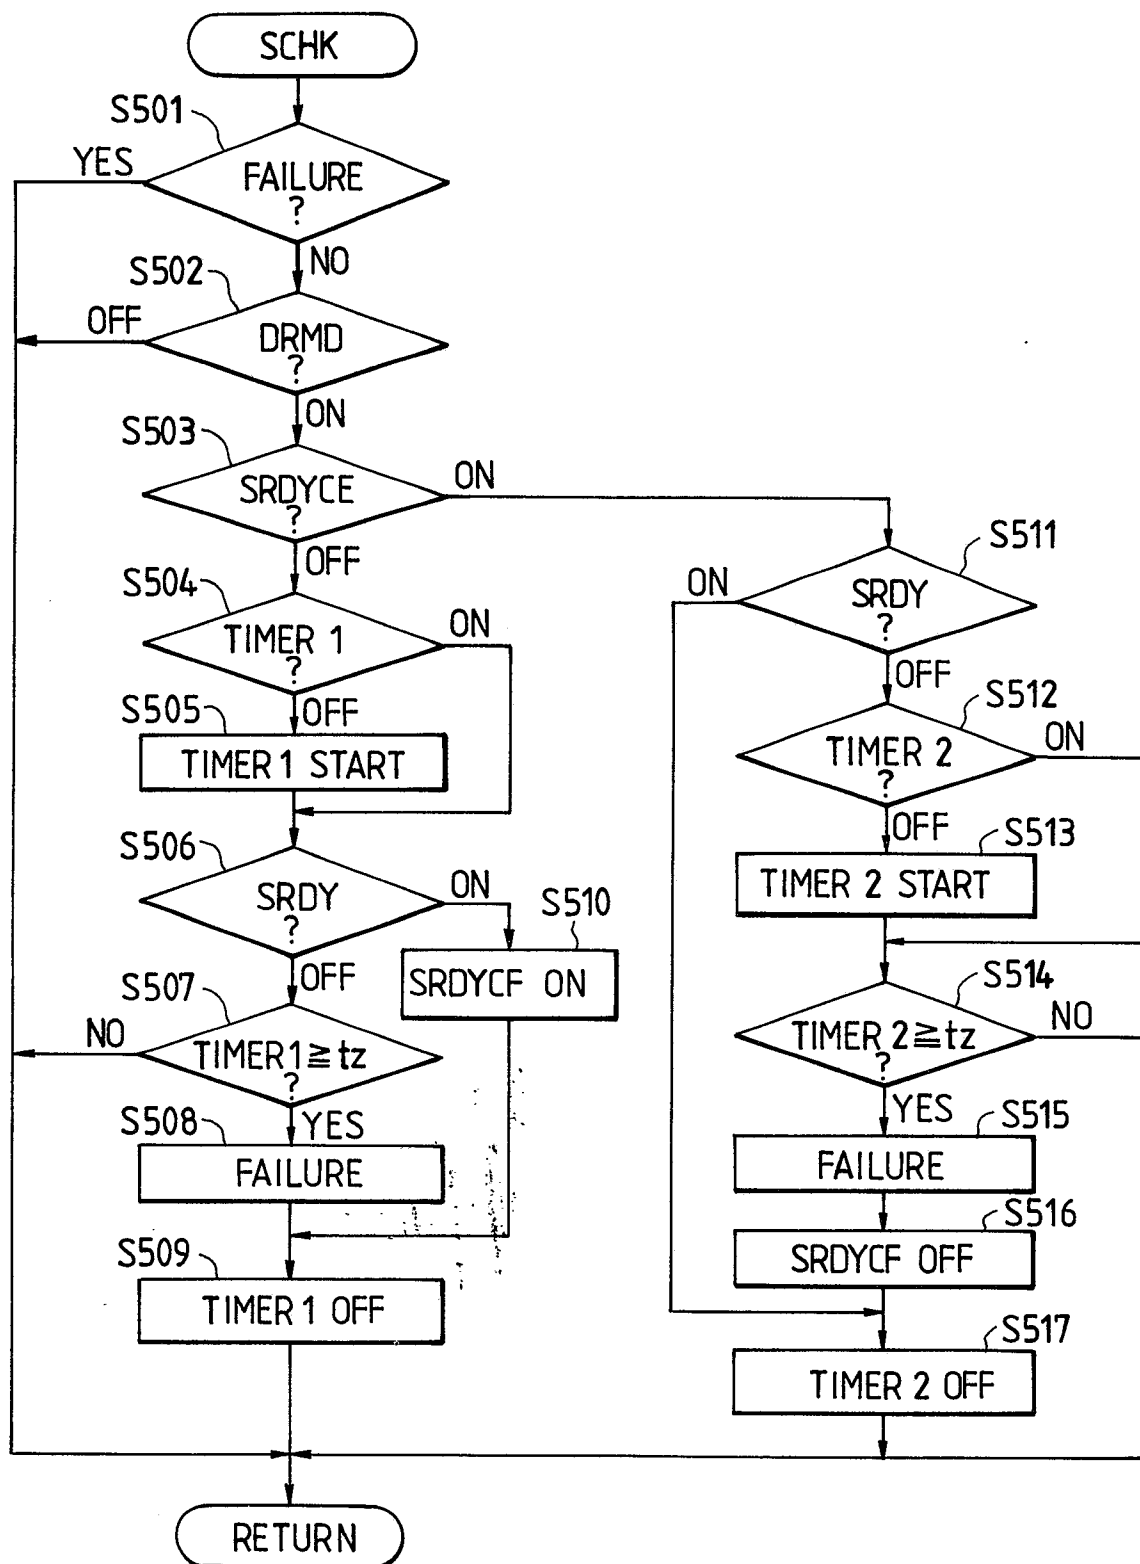 SCHK
S501
YES
FAILURE
?
NO
S502
OFF
DRMD
?
ON
S503
SRDYCE
?
ON
OFF
S504
TIMER 1
?
ON
OFF
S505
TIMER 1 START
S506
SRDY
?
ON
OFF
S510
SRDYCF ON
S507
NO
TIMER 1 ≧ tz
?
YES
S508
FAILURE
S509
TIMER 1 OFF
S511
ON
SRDY
?
OFF
S512
TIMER 2
?
ON
OFF
S513
TIMER 2 START
S514
TIMER 2 ≧ tz
?
NO
YES
S515
FAILURE
S516
SRDYCF OFF
S517
TIMER 2 OFF
RETURN